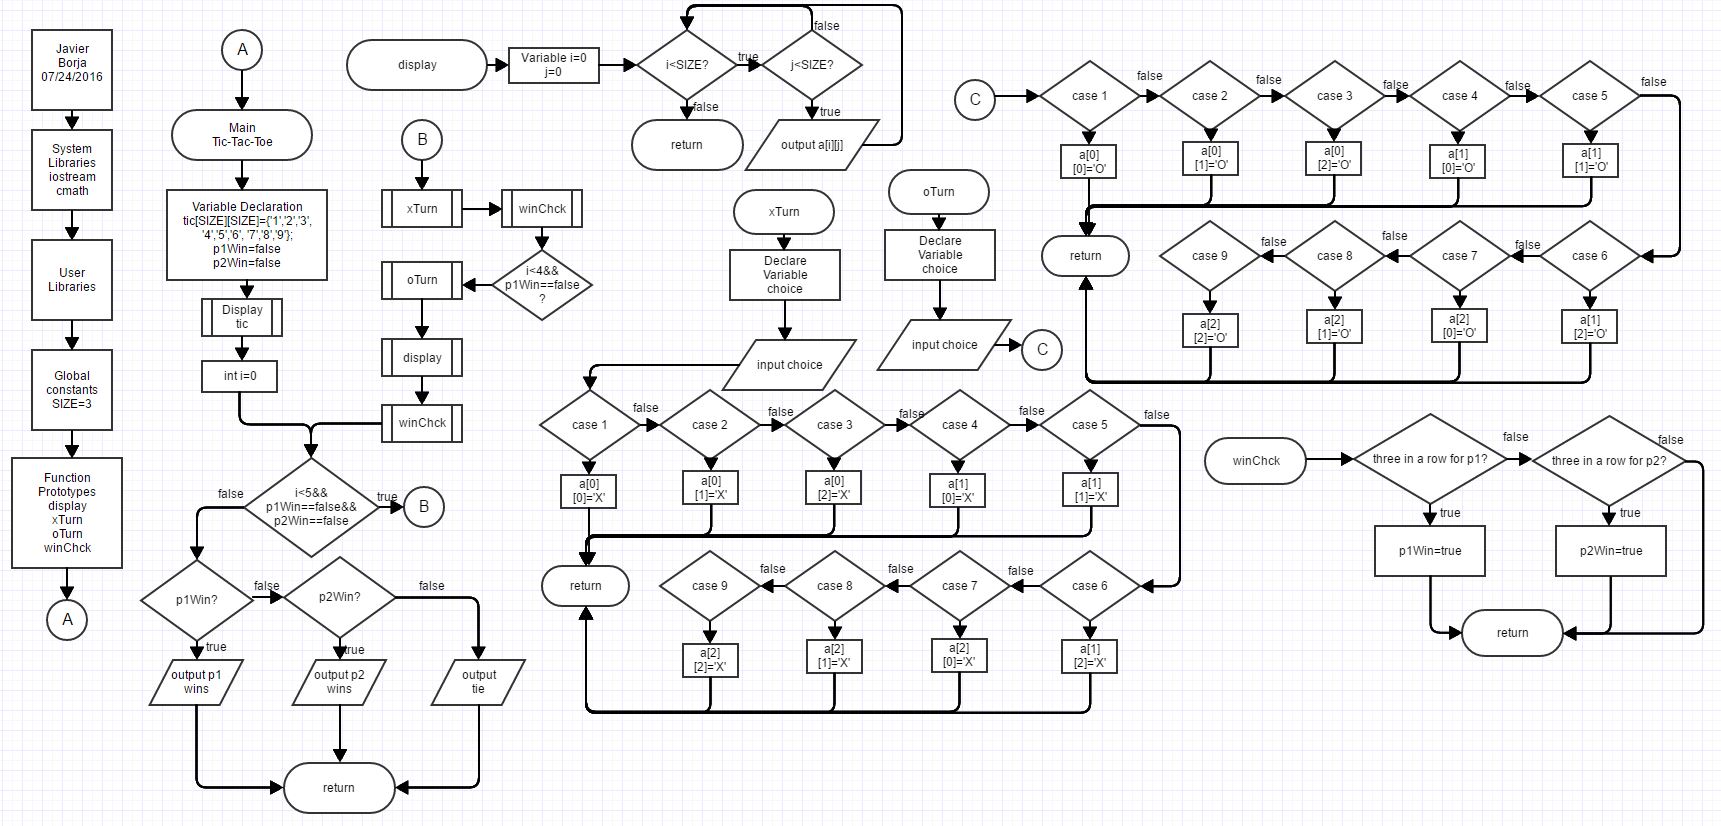 Javier
Borja
07/24/2016
System
Libraries
iostream
cmath
User
Libraries
Global
constants
SIZE=3
Function
Prototypes
display
xTurn
oTurn
winChck
A
A
Main
Tic-Tac-Toe
Variable Declaration
tic[SIZE][SIZE]={'1','2','3',
'4','5','6', '7','8','9'};
p1Win=false
p2Win=false
Display
tic
int i=0
i<5&&
p1Win==false&&
p2Win==false
false
true
B
p1Win?
false
true
output p1
wins
p2Win?
false
true
output p2
wins
output
tie
return
B
xTurn
winChck
i<4&&
p1Win==false
?
oTurn
display
winChck
display
Variable i=0
j=0
i<SIZE?
true
false
return
j<SIZE?
false
true
output a[i][j]
xTurn
Declare
Variable
choice
input choice
case 1
false
case 2
false
case 3
false
case 4
false
case 5
false
a[0]
[0]='X'
a[0]
[1]='X'
a[0]
[2]='X'
a[1]
[0]='X'
a[1]
[1]='X'
return
case 9
false
case 8
false
case 7
false
case 6
a[2]
[2]='X'
a[2]
[1]='X'
a[2]
[0]='X'
a[1]
[2]='X'
oTurn
Declare
Variable
choice
input choice
C
C
case 1
false
case 2
false
case 3
false
case 4
false
case 5
false
a[0]
[0]='O'
a[0]
[1]='O'
a[0]
[2]='O'
a[1]
[0]='O'
a[1]
[1]='O'
return
case 9
false
case 8
false
case 7
false
case 6
a[2]
[2]='O'
a[2]
[1]='O'
a[2]
[0]='O'
a[1]
[2]='O'
winChck
three in a row for p1?
false
three in a row for p2?
false
true
true
p1Win=true
p2Win=true
return